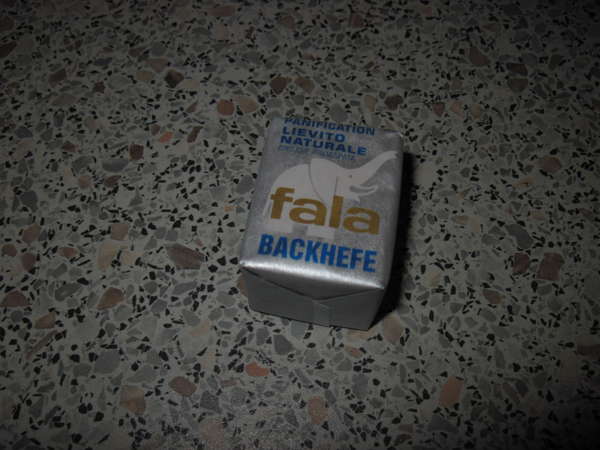 PANIFICATION
LIEVITO
NATURALE
fala
BACKHEFE